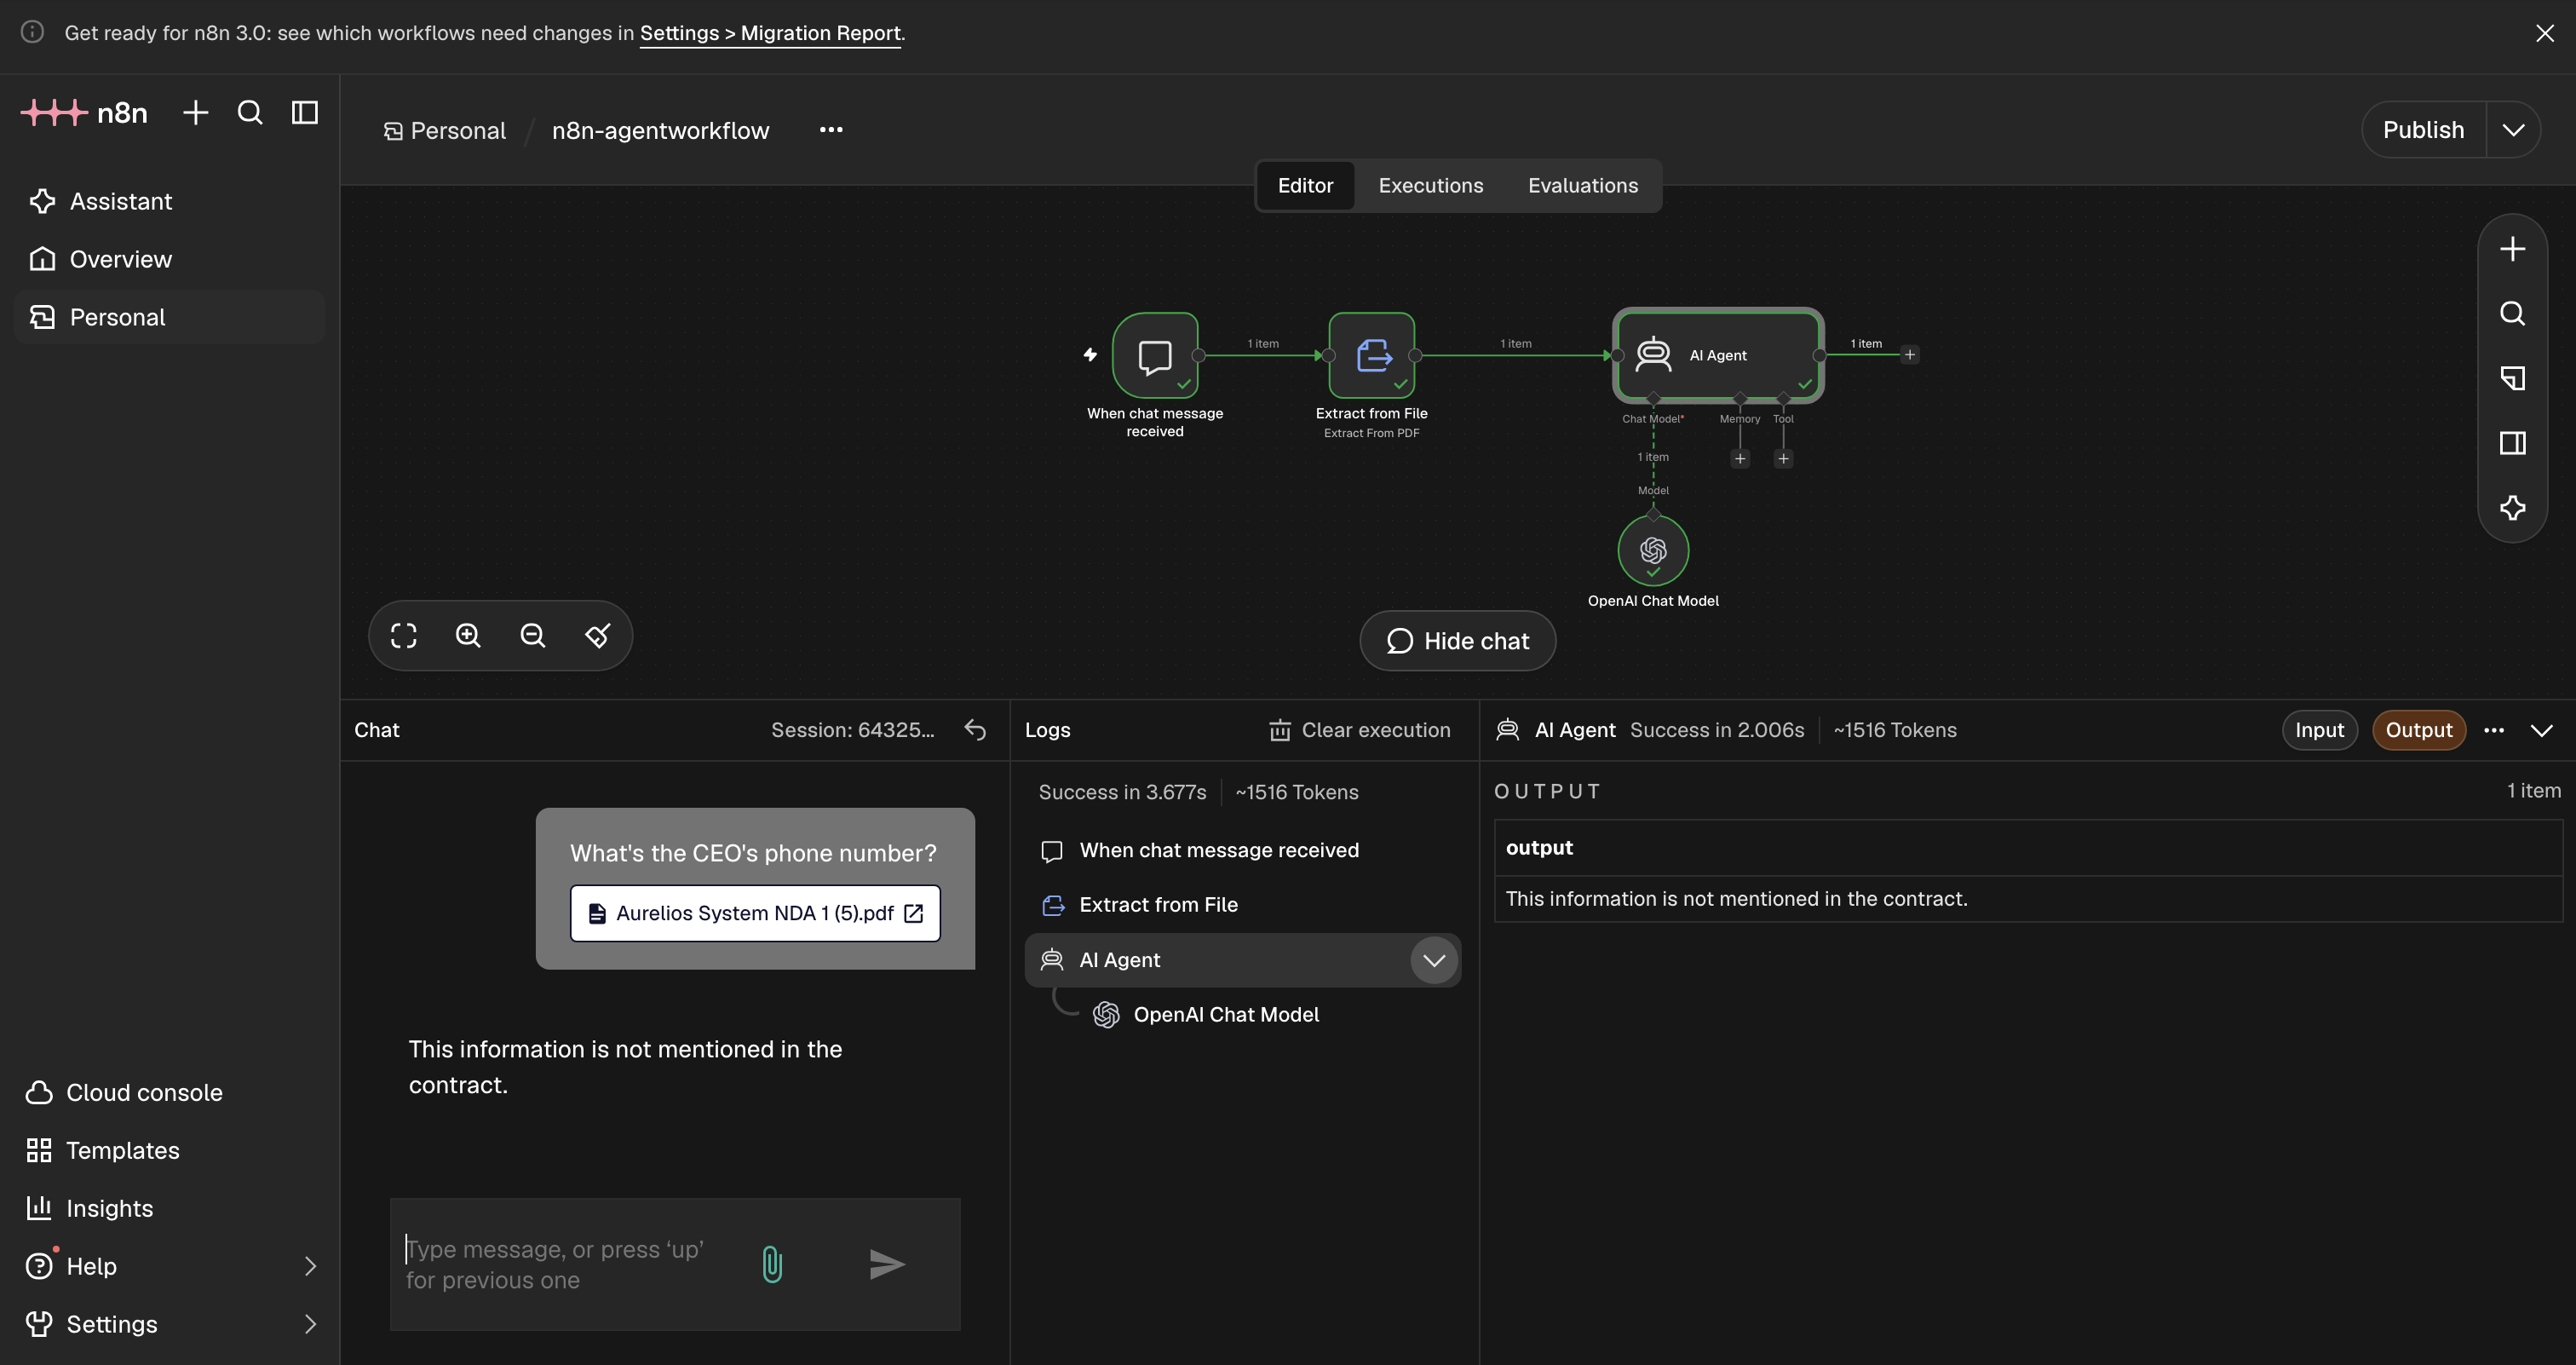 Get ready for n8n 3.0: see which workflows need changes in Settings > Migration Report.
n8n
Assistant
Overview
Personal
Cloud console
Templates
Insights
Help
Settings
Personal / n8n-agentworkflow
Publish
Editor
Executions
Evaluations
1 item
1 item
1 item
When chat message
received
Extract from File
Extract From PDF
AI Agent
Chat Model*
Memory
Tool
1 item
Model
OpenAI Chat Model
Hide chat
Chat
Session: 64325...
What's the CEO's phone number?
Aurelios System NDA 1 (5).pdf
This information is not mentioned in the
contract.
Type message, or press ‘up’
for previous one
Logs
Clear execution
Success in 3.677s
~1516 Tokens
When chat message received
Extract from File
AI Agent
OpenAI Chat Model
AI Agent
Success in 2.006s
~1516 Tokens
Input
Output
OUTPUT
1 item
output
This information is not mentioned in the contract.